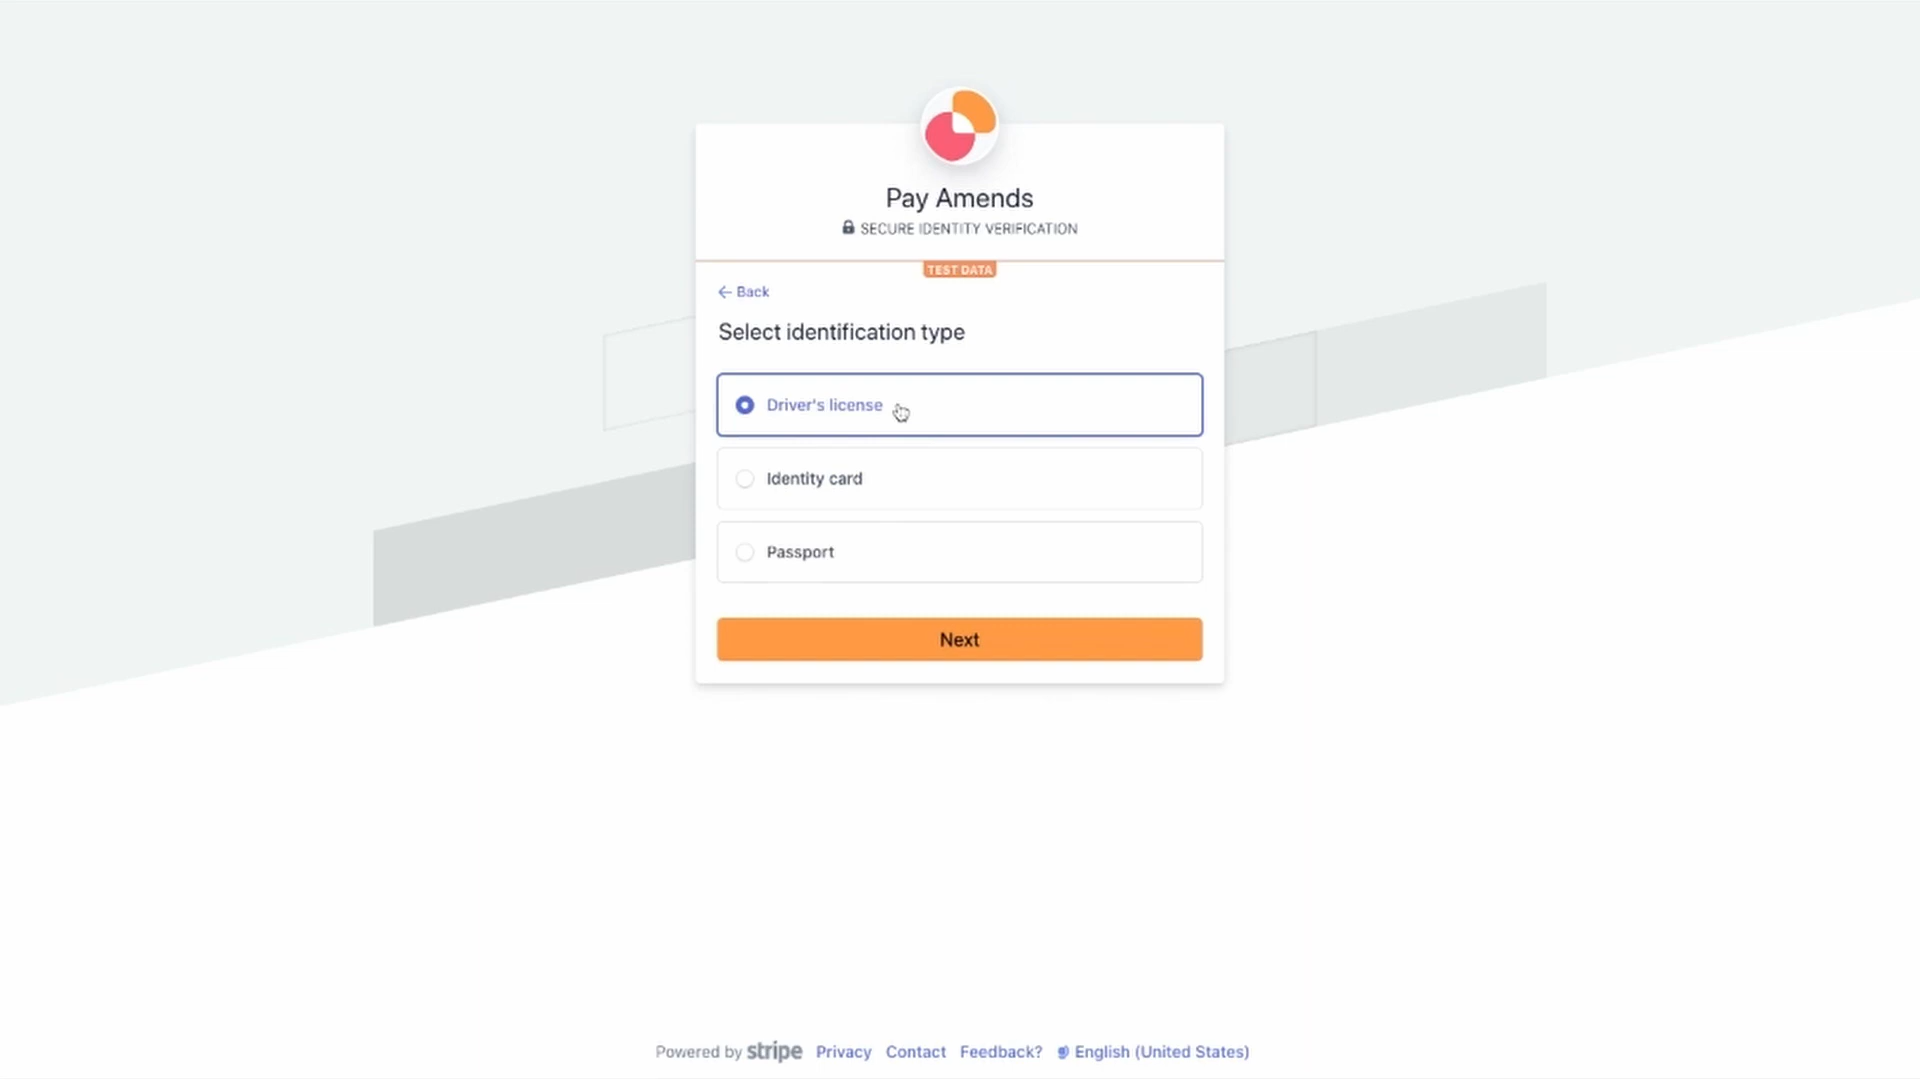 Pay Amends
SECURE IDENTITY VERIFICATION
TEST DATA
← Back
Select identification type
Driver's license
Identity card
Passport
Next
Powered by stripe Privacy Contact Feedback? English (United States)